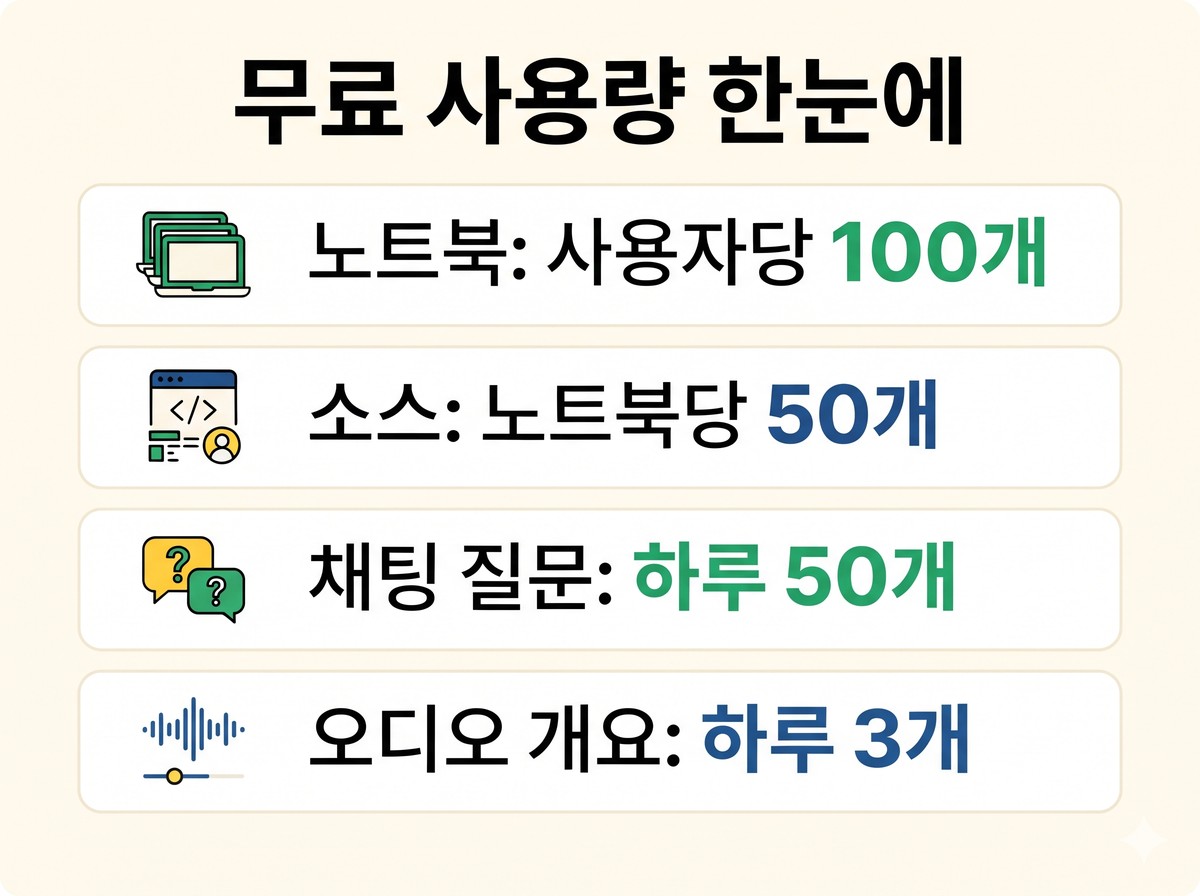 무료 사용량 한눈에
노트북: 사용자당 100개
소스: 노트북당 50개
채팅 질문: 하루 50개
오디오 개요: 하루 3개